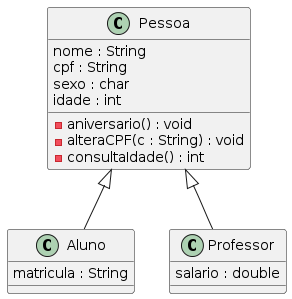 C Pessoa
nome : String
cpf : String
sexo : char
idade : int
aniversario() : void
alteraCPF(c : String) : void
consultaIdade() : int
C Aluno
matricula : String
C Professor
salario : double